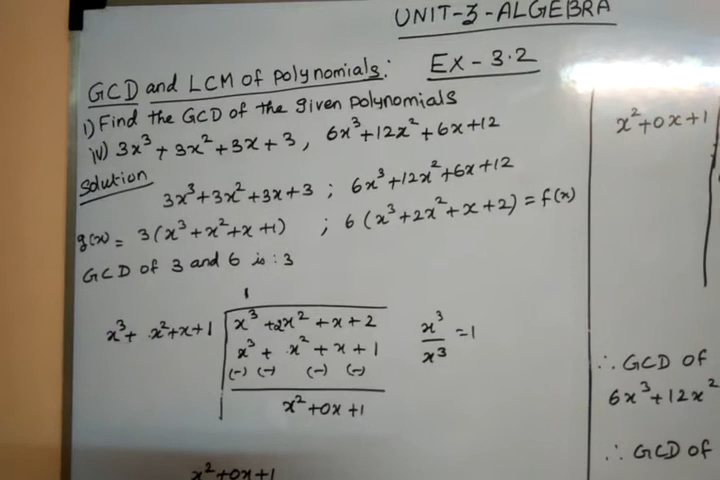 UNIT-3-ALGEBRA
GCD and LCM of Polynomials: EX-3.2
1) Find the GCD of the given Polynomials
iv) 3x³+3x²+3x+3, 6x³+12x²+6x+12
Solution
3x³+3x²+3x+3 ; 6x³+12x²+6x+12
g(x) = 3(x³+x²+x+1) ; 6(x³+2x²+x+2) = f(x)
GCD of 3 and 6 is : 3
1
x³+x²+x+1 x³+2x²+x+2
x³+x²+x+1
(-) (-) (-) (-)
x²+0x+1
x³/x³ =1
x²+0x+1
x²+0x+1
∴ GCD of
6x³+12x²
∴ GCD of